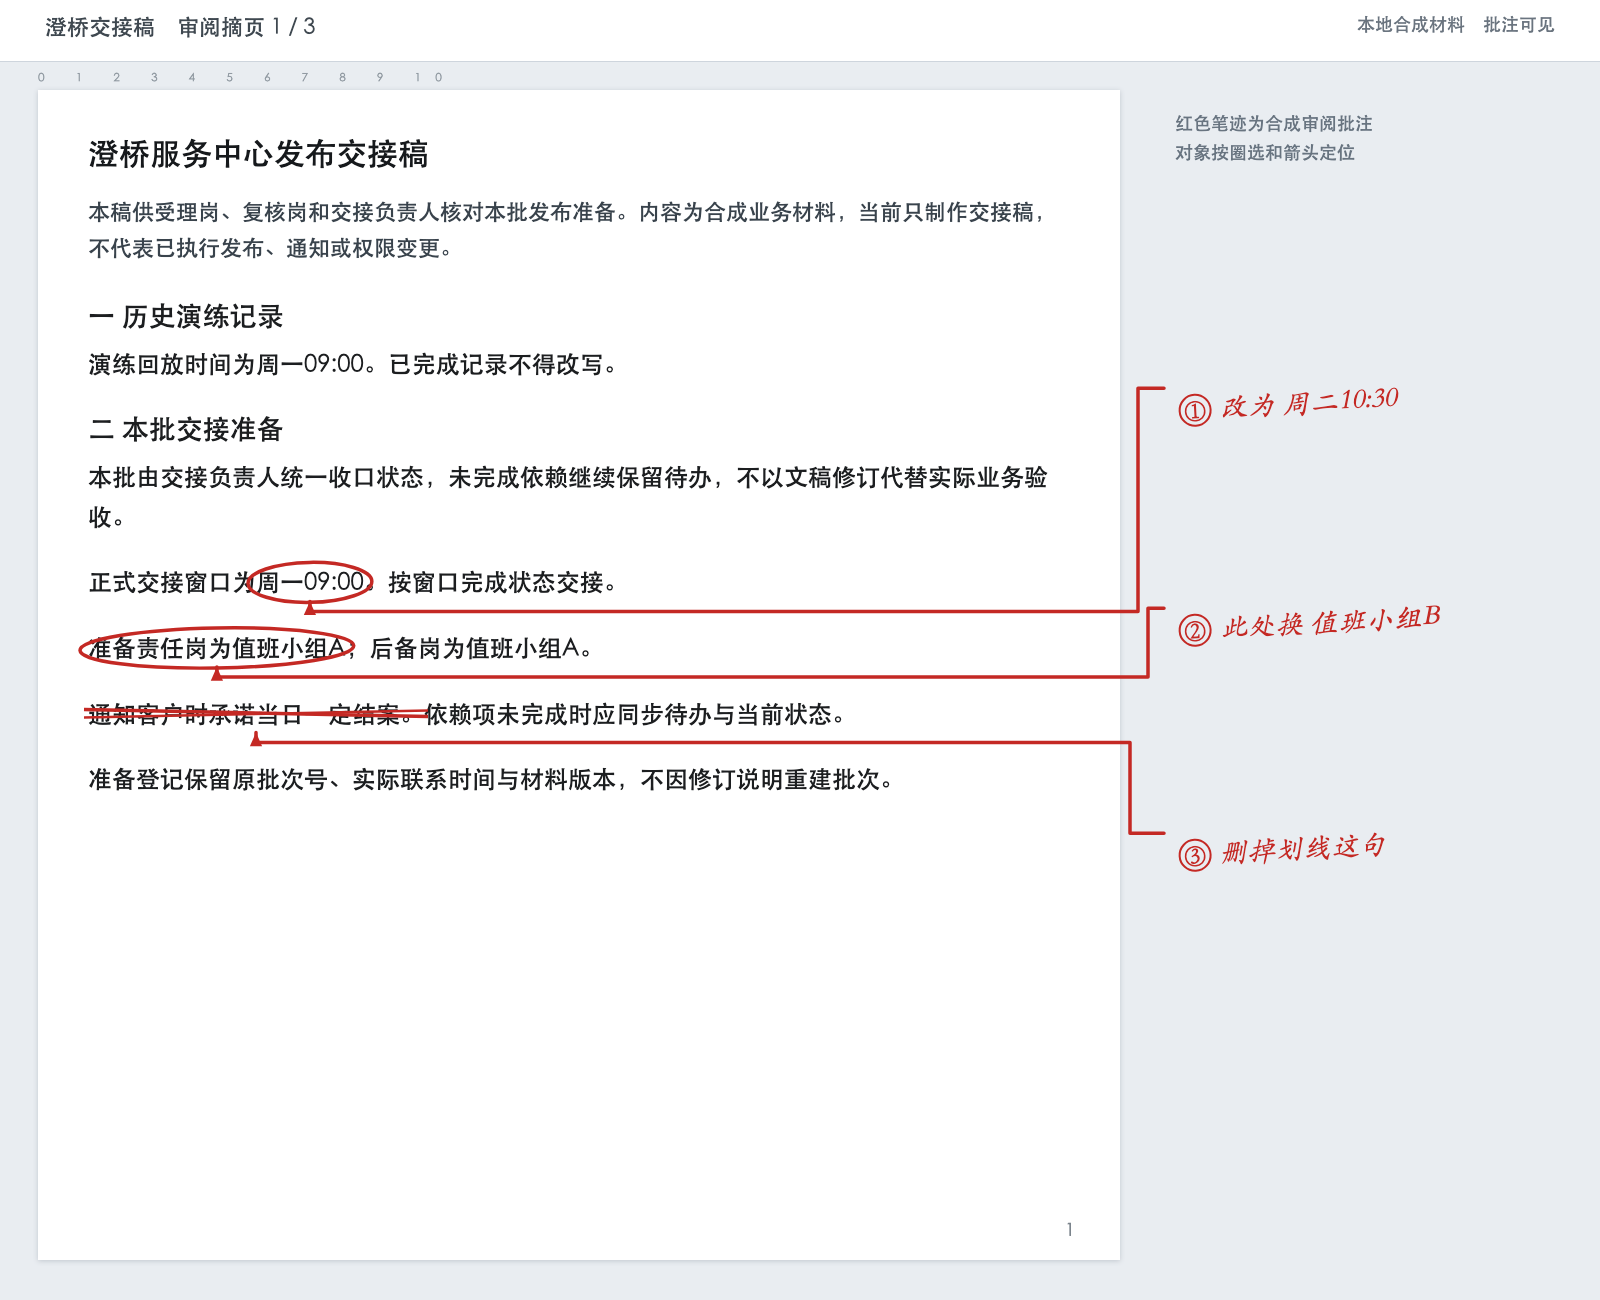 澄桥交接稿 审阅摘页 1 / 3
本地合成材料 批注可见
0 1 2 3 4 5 6 7 8 9 1 0
红色笔迹为合成审阅批注
对象按圈选和箭头定位
澄桥服务中心发布交接稿
本稿供受理岗、复核岗和交接负责人核对本批发布准备。内容为合成业务材料，当前只制作交接稿，
不代表已执行发布、通知或权限变更。
一 历史演练记录
演练回放时间为周一09:00。已完成记录不得改写。
二 本批交接准备
本批由交接负责人统一收口状态，未完成依赖继续保留待办，不以文稿修订代替实际业务验
收。
正式交接窗口为周一09:00。按窗口完成状态交接。
准备责任岗为值班小组A，后备岗为值班小组A。
通知客户时承诺当日一定结案。依赖项未完成时应同步待办与当前状态。
准备登记保留原批次号、实际联系时间与材料版本，不因修订说明重建批次。
① 改为 周二10:30
② 此处换 值班小组B
③ 删掉划线这句
1